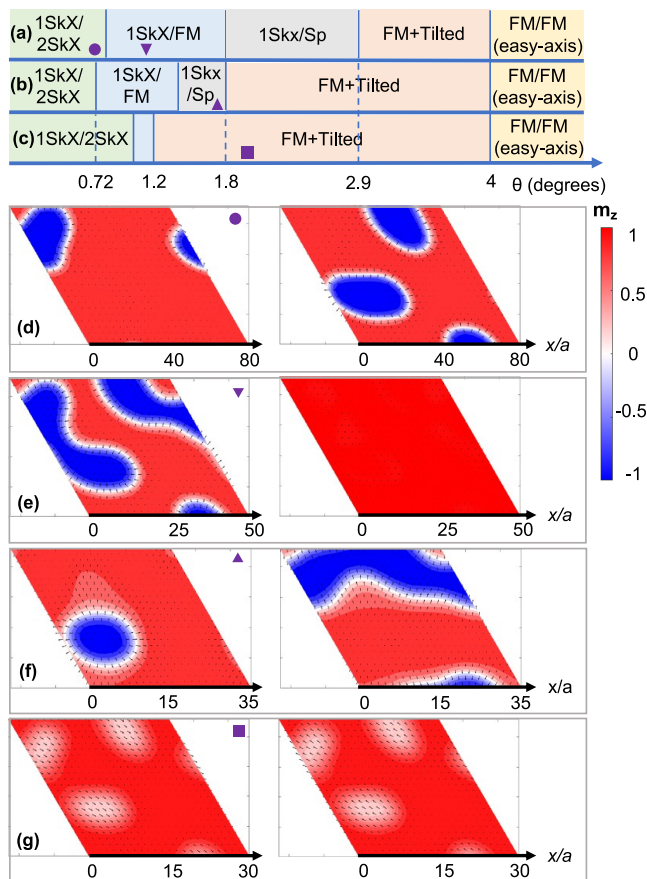 (a) 1SkX/ 1SkX/FM 1Skx/Sp FM+Tilted FM/FM
2SkX (easy-axis)
(b) 1SkX/ 1SkX/ 1Skx FM+Tilted FM/FM
2SkX FM /Sp (easy-axis)
(c) 1SkX/2SkX FM+Tilted FM/FM
(easy-axis)
0.72 1.2 1.8 2.9 4 θ (degrees)
mz
1
0.5
0
-0.5
-1
(d)
0 40 80 0 40 80 x/a
(e)
0 25 50 0 25 50 x/a
(f)
0 15 35 0 15 35 x/a
(g)
0 15 30 0 15 30 x/a